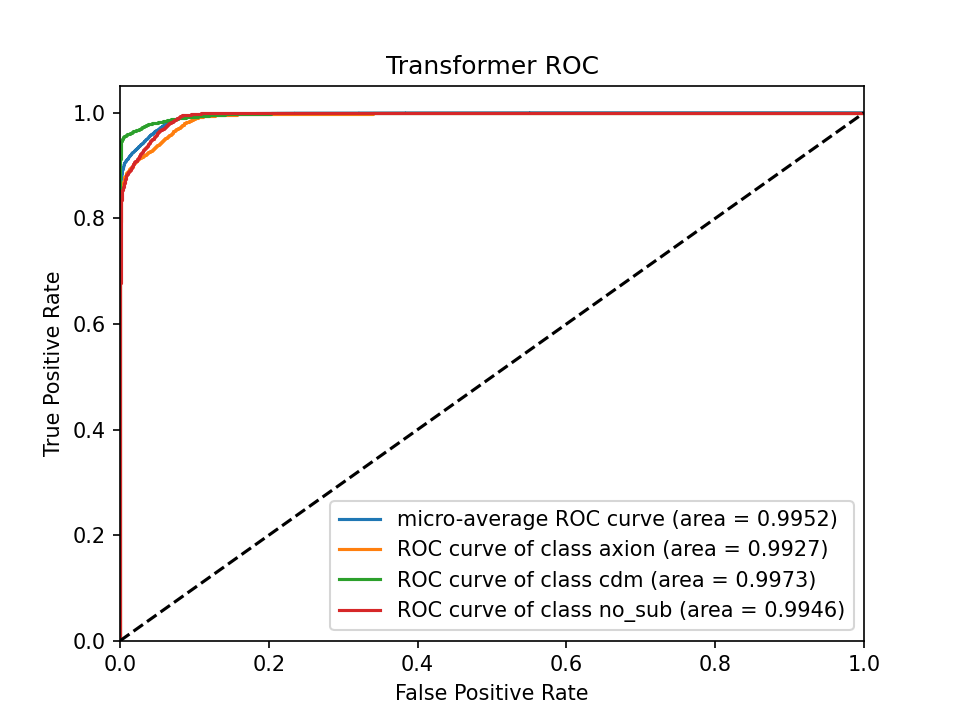 Transformer ROC
True Positive Rate
1.0
0.8
0.6
0.4
0.2
0.0
micro-average ROC curve (area = 0.9952)
ROC curve of class axion (area = 0.9927)
ROC curve of class cdm (area = 0.9973)
ROC curve of class no_sub (area = 0.9946)
0.0 0.2 0.4 0.6 0.8 1.0
False Positive Rate